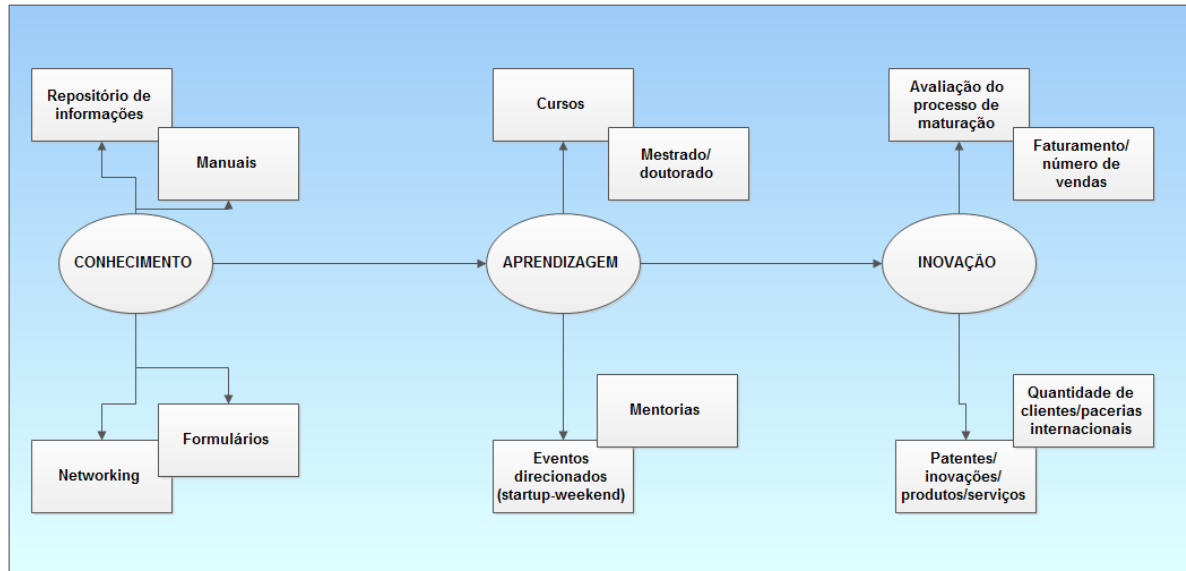 Repositório de
informações
Manuais
Cursos
Mestrado/
doutorado
Avaliação do
processo de
maturação
Faturamento/
número de
vendas
CONHECIMENTO
APRENDIZAGEM
INOVAÇÃO
Networking
Formulários
Mentorias
Eventos
direcionados
(startup-weekend)
Quantidade de
clientes/pacerias
internacionais
Patentes/
inovações/
produtos/serviços